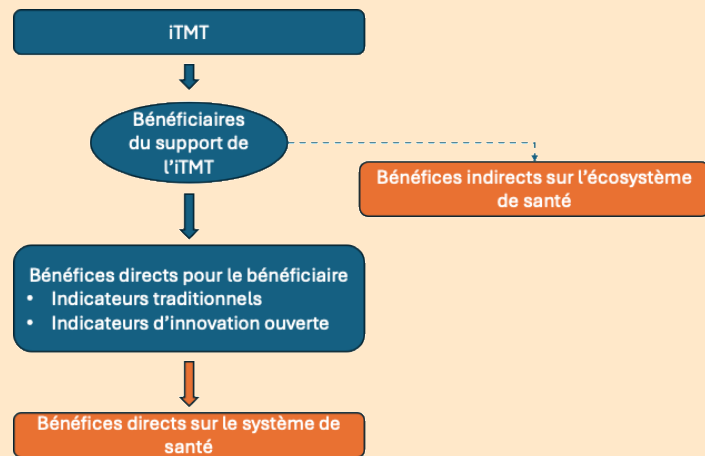 iTMT
Bénéficiaires
du support de
l'iTMT
Bénéfices indirects sur l'écosystème
de santé
Bénéfices directs pour le bénéficiaire
• Indicateurs traditionnels
• Indicateurs d'innovation ouverte
Bénéfices directs sur le système de
santé